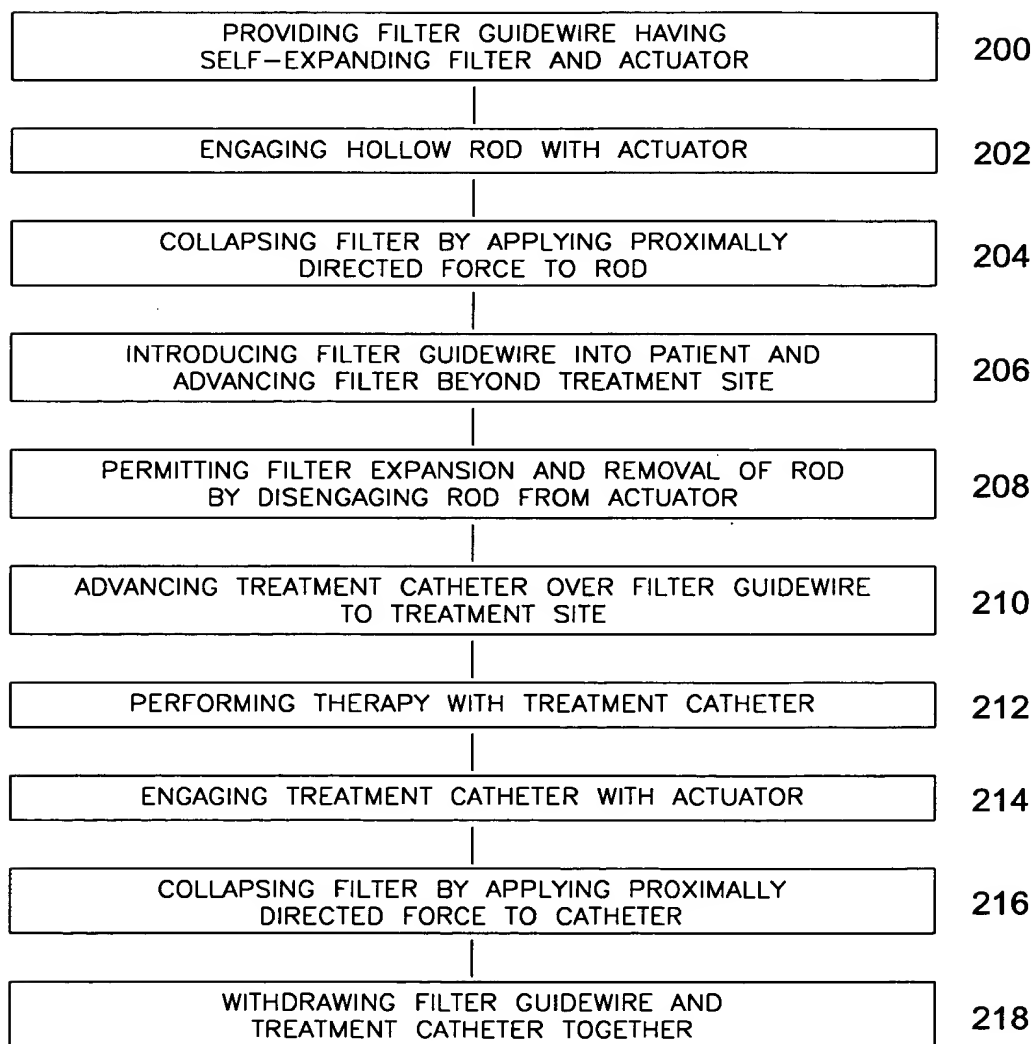 PROVIDING FILTER GUIDEWIRE HAVING
SELF-EXPANDING FILTER AND ACTUATOR
200
ENGAGING HOLLOW ROD WITH ACTUATOR
202
COLLAPSING FILTER BY APPLYING PROXIMALLY
DIRECTED FORCE TO ROD
204
INTRODUCING FILTER GUIDEWIRE INTO PATIENT AND
ADVANCING FILTER BEYOND TREATMENT SITE
206
PERMITTING FILTER EXPANSION AND REMOVAL OF ROD
BY DISENGAGING ROD FROM ACTUATOR
208
ADVANCING TREATMENT CATHETER OVER FILTER GUIDEWIRE
TO TREATMENT SITE
210
PERFORMING THERAPY WITH TREATMENT CATHETER
212
ENGAGING TREATMENT CATHETER WITH ACTUATOR
214
COLLAPSING FILTER BY APPLYING PROXIMALLY
DIRECTED FORCE TO CATHETER
216
WITHDRAWING FILTER GUIDEWIRE AND
TREATMENT CATHETER TOGETHER
218